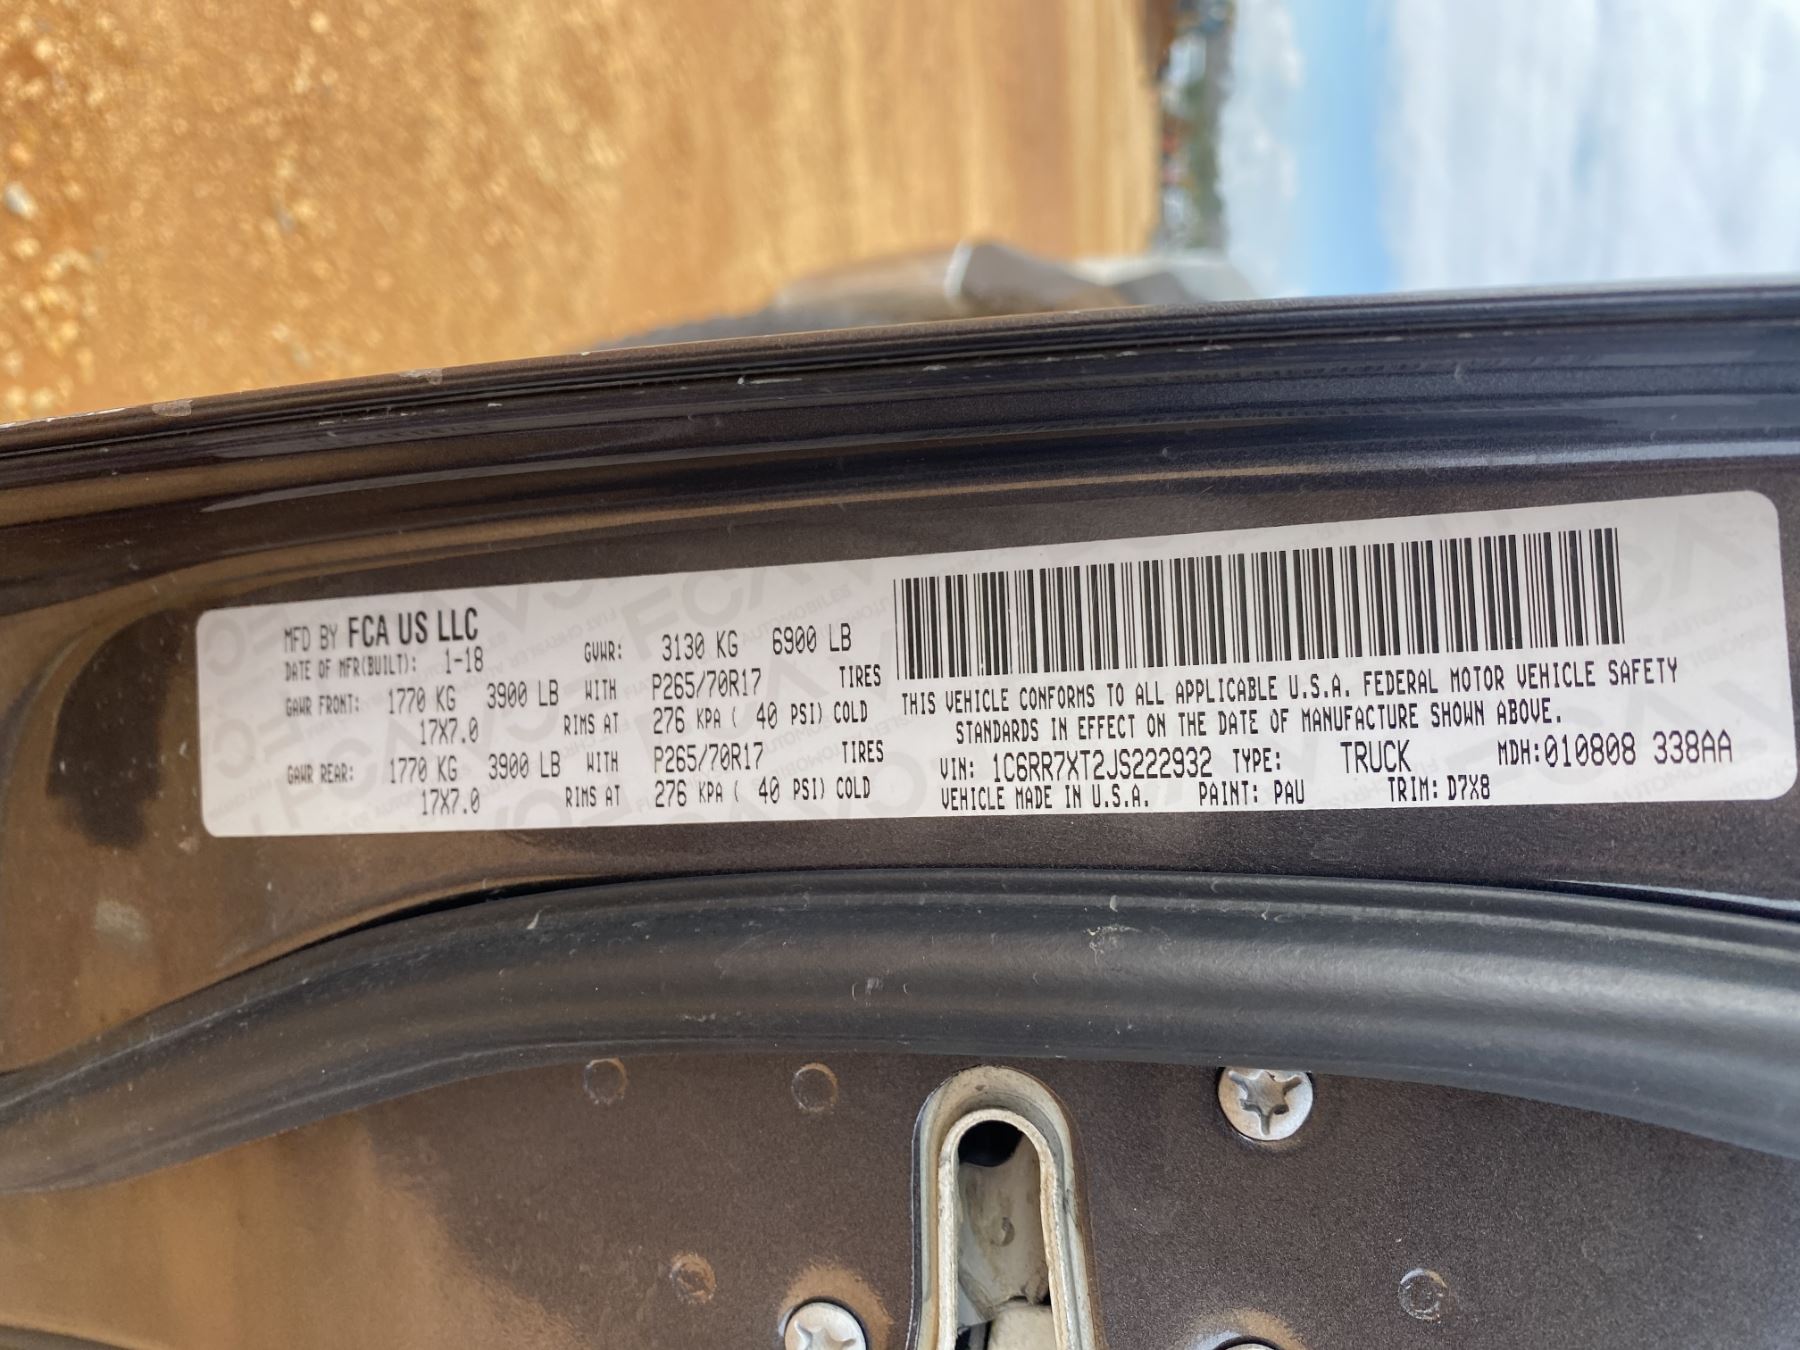 MFD BY FCA US LLC
DATE OF MFR(BUILT): 1-18 GVWR: 3130 KG 6900 LB
GAWR FRONT: 1770 KG 3900 LB WITH P265/70R17 TIRES
17X7.0 RIMS AT 276 KPA ( 40 PSI) COLD
GAWR REAR: 1770 KG 3900 LB WITH P265/70R17 TIRES
17X7.0 RIMS AT 276 KPA ( 40 PSI) COLD
THIS VEHICLE CONFORMS TO ALL APPLICABLE U.S.A. FEDERAL MOTOR VEHICLE SAFETY
STANDARDS IN EFFECT ON THE DATE OF MANUFACTURE SHOWN ABOVE.
VIN: 1C6RR7XT2JS222932 TYPE: TRUCK MDH:010808 338AA
VEHICLE MADE IN U.S.A. PAINT: PAU TRIM: D7X8